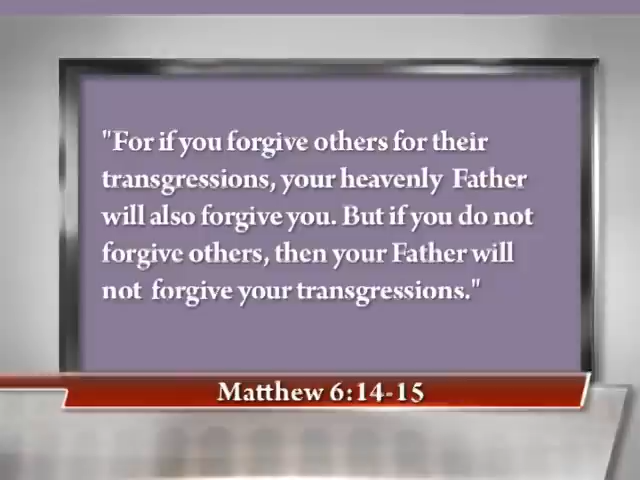 "For if you forgive others for their
transgressions, your heavenly Father
will also forgive you. But if you do not
forgive others, then your Father will
not forgive your transgressions."
Matthew 6:14-15